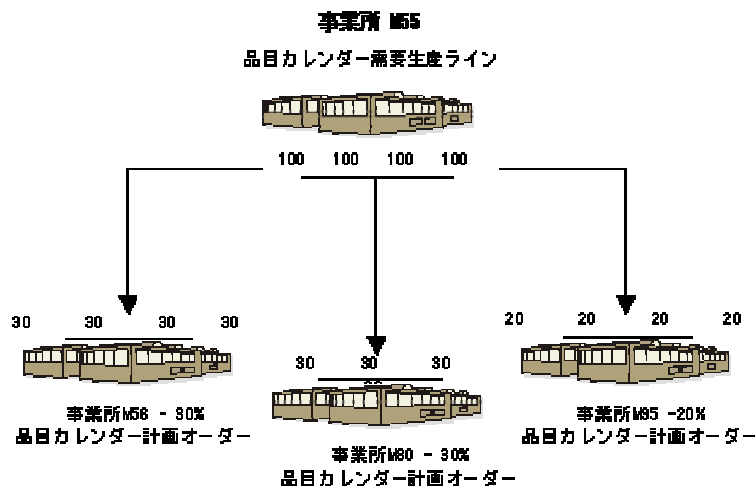 事業所 M55
品目カレンダー需要生産ライン
100 100 100 100
30 30 30 30
30 30 30
20 20 20 20
事業所M56 - 30%
品目カレンダー計画オーダー
事業所M80 - 30%
品目カレンダー計画オーダー
事業所M95 -20%
品目カレンダー計画オーダー